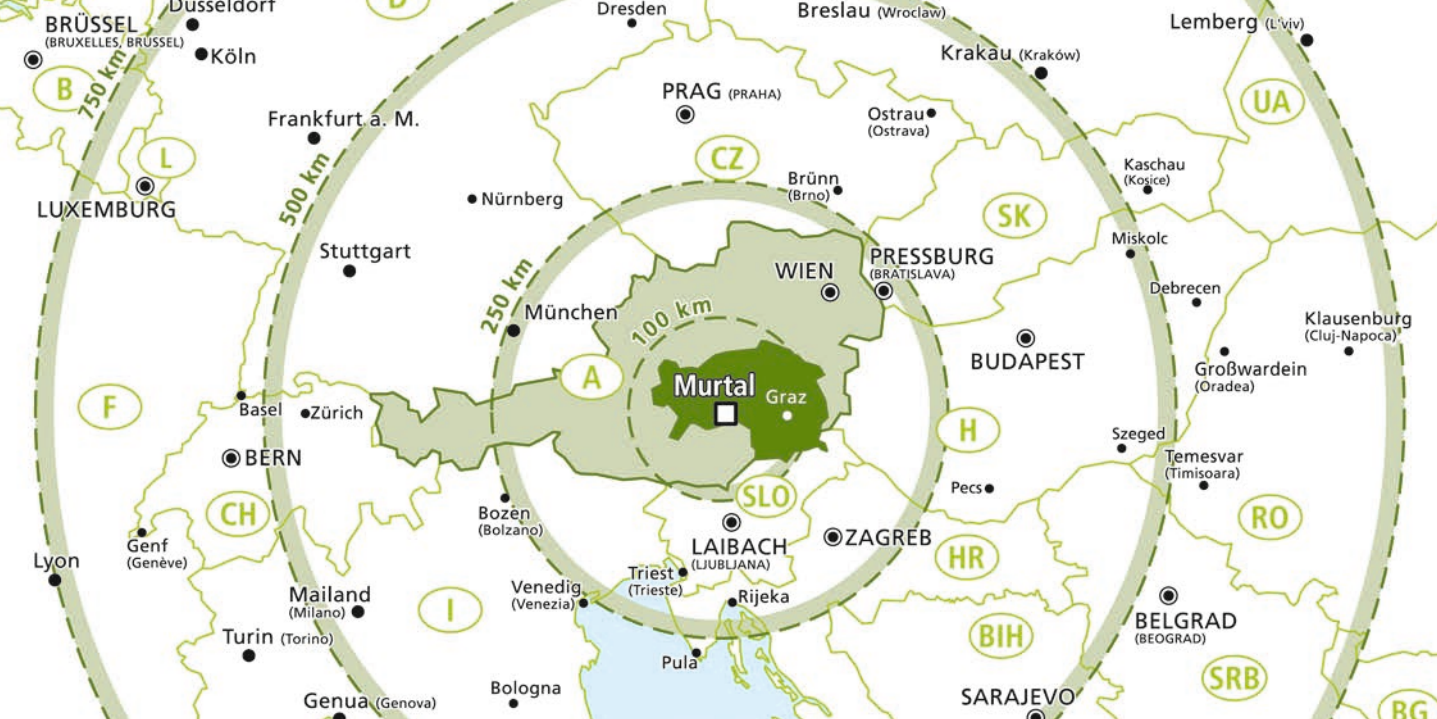 Düsseldorf
D
Dresden
Breslau (Wroclaw)
Lemberg (L'viv)
BRÜSSEL
(BRUXELLES, BRÜSSEL)
Köln
Krakau (Kraków)
B
750 km
PRAG (PRAHA)
UA
Frankfurt a. M.
Ostrau
(Ostrava)
L
CZ
Kaschau
(Kosice)
500 km
Brünn
(Brno)
LUXEMBURG
Nürnberg
SK
Stuttgart
Miskolc
PRESSBURG
(BRATISLAVA)
WIEN
250 km
Debrecen
München
100 km
Klausenburg
(Cluj-Napoca)
BUDAPEST
Großwardein
(Oradea)
A
Murtal
Graz
F
Basel
Zürich
H
Szeged
BERN
Temesvar
(Timisoara)
Pecs
SLO
CH
Bozen
(Bolzano)
RO
Genf
(Genève)
LAIBACH
(LJUBLJANA)
ZAGREB
HR
Lyon
Triest
(Trieste)
Venedig
(Venezia)
Rijeka
Mailand
(Milano)
I
BELGRAD
(BEOGRAD)
BIH
Turin (Torino)
Pula
SRB
Bologna
SARAJEVO
Genua (Genova)
BG